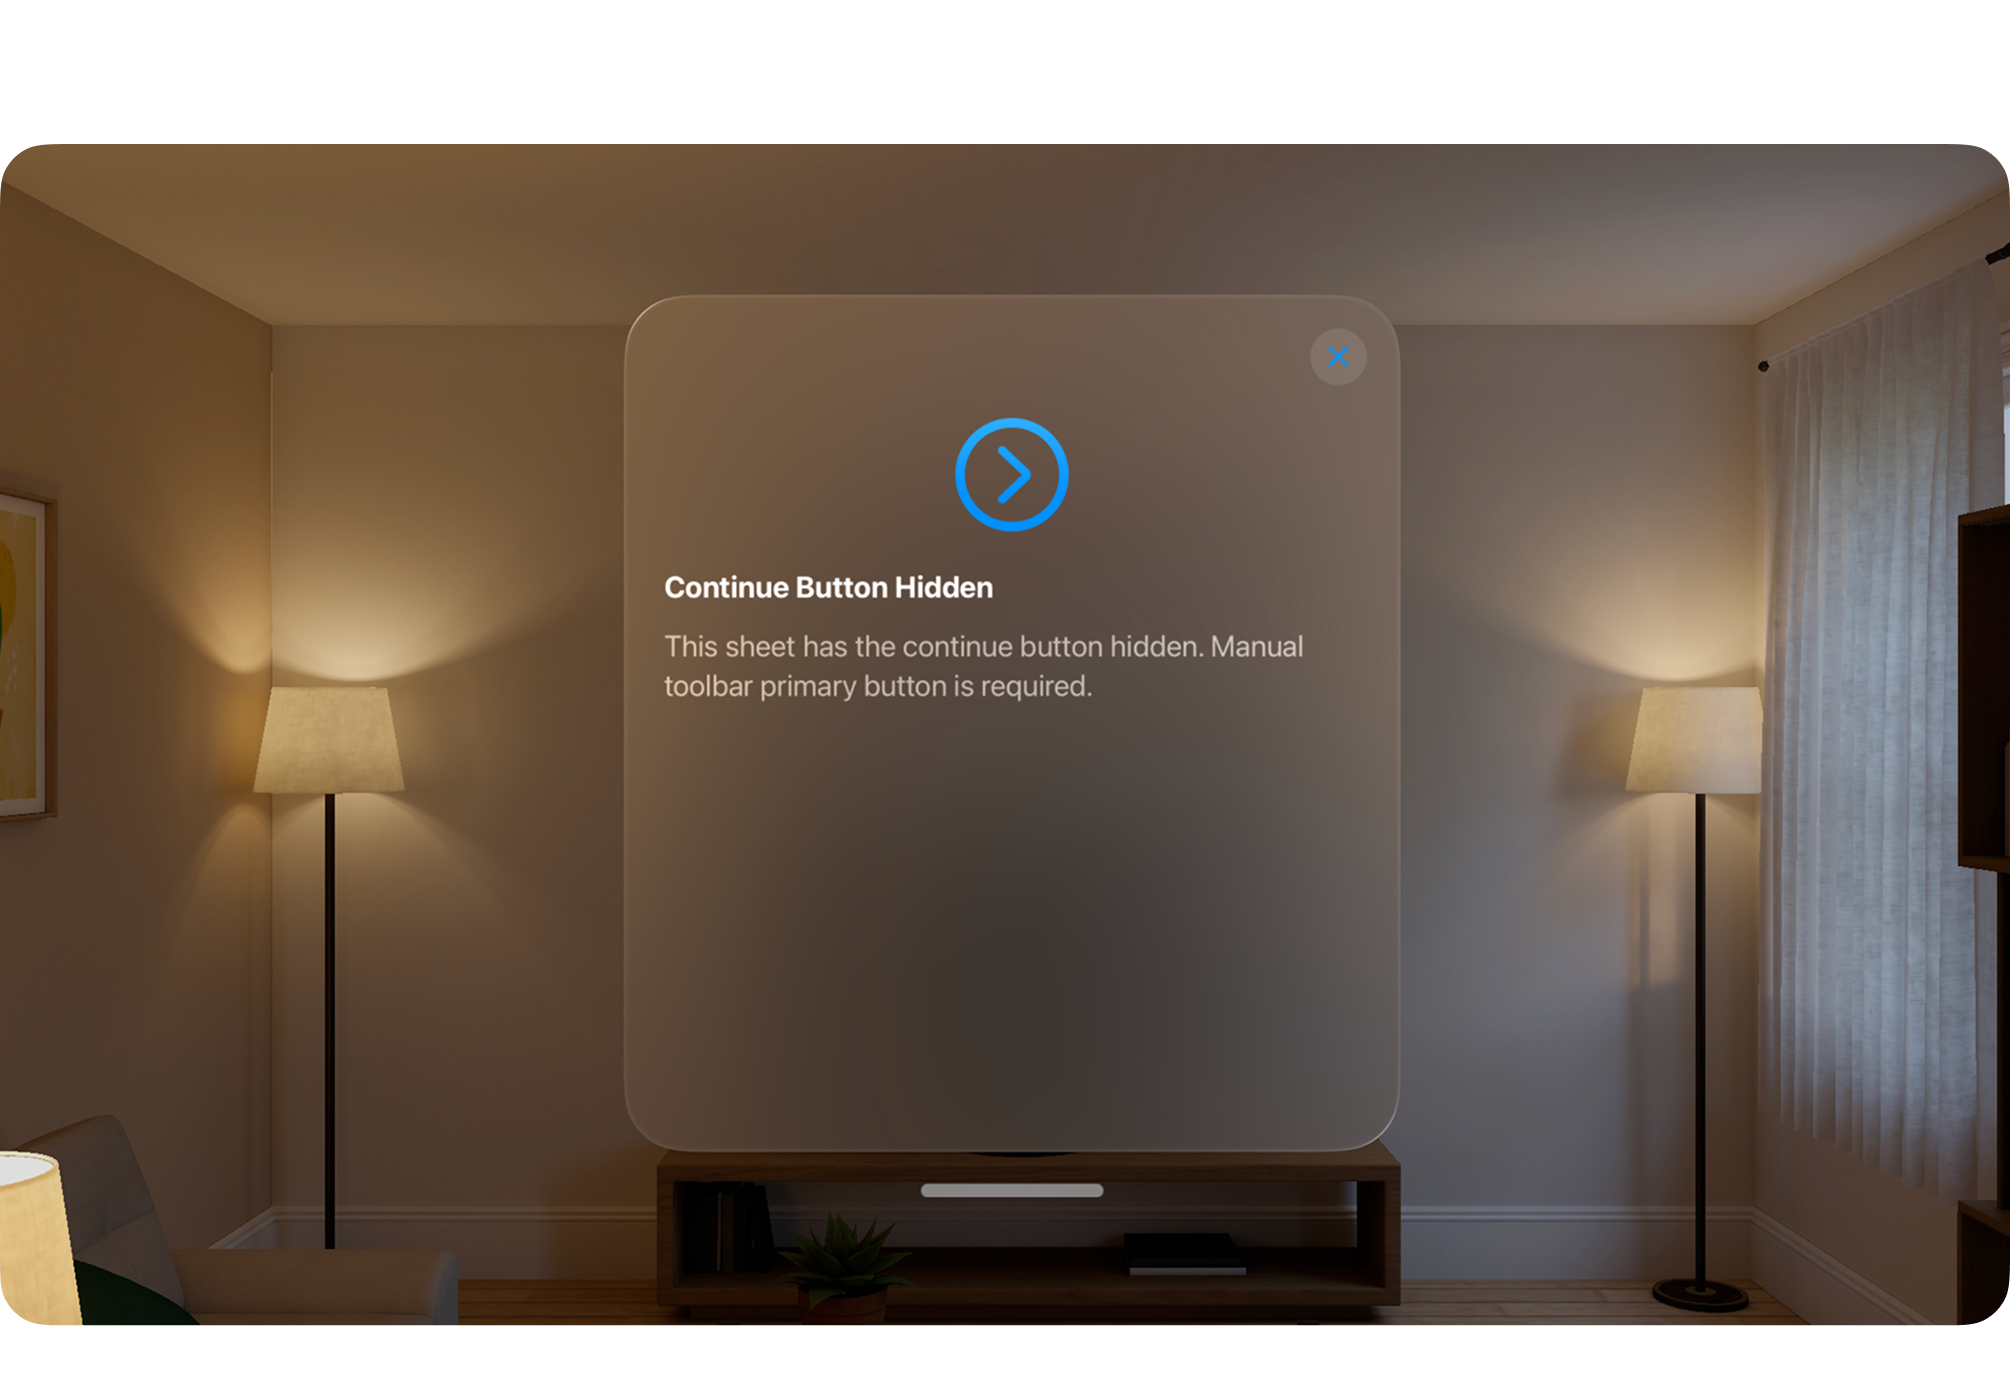 Continue Button Hidden
This sheet has the continue button hidden. Manual
toolbar primary button is required.